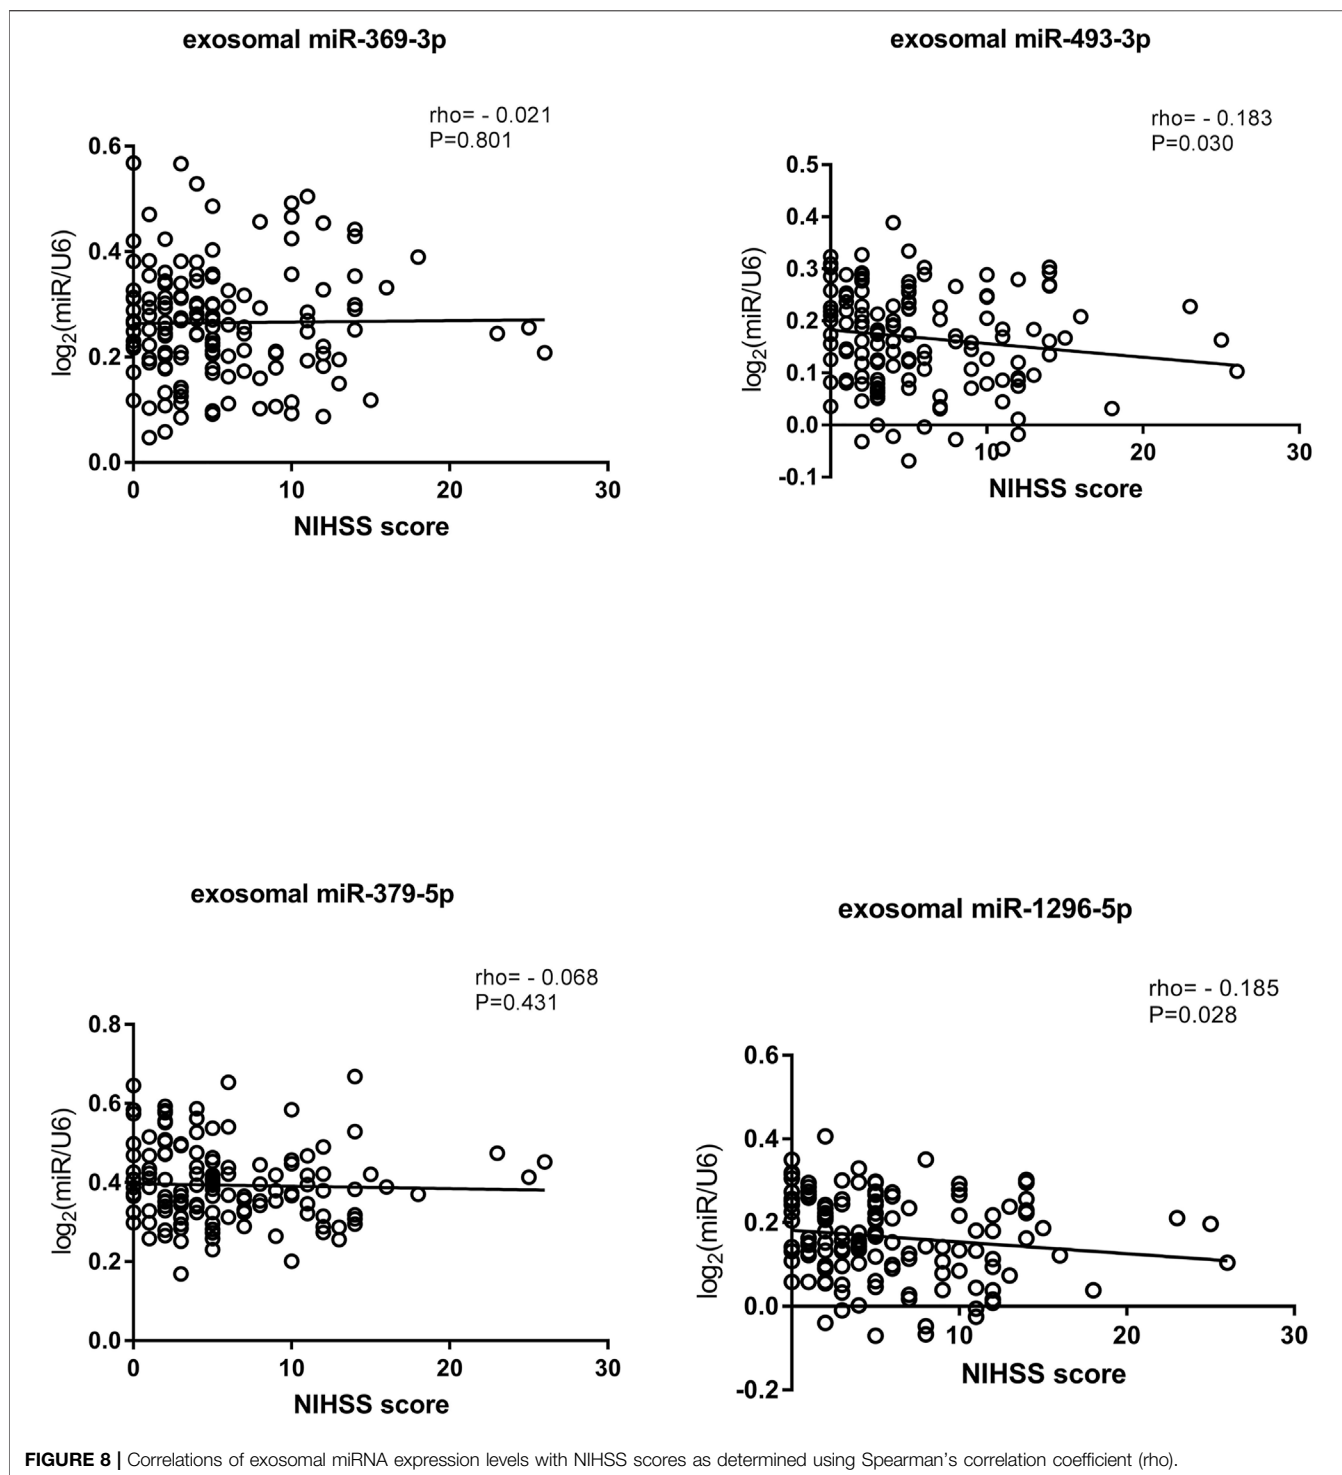 exosomal miR-369-3p
rho= - 0.021
P=0.801
0.6
0.4
0.2
0.0
log2(miR/U6)
0 10 20 30
NIHSS score
exosomal miR-493-3p
rho= - 0.183
P=0.030
0.5
0.4
0.3
0.2
0.1
0.0
-0.1
log2(miR/U6)
10 20 30
NIHSS score
exosomal miR-379-5p
rho= - 0.068
P=0.431
0.8
0.6
0.4
0.2
0.0
log2(miR/U6)
0 10 20 30
NIHSS score
exosomal miR-1296-5p
rho= - 0.185
P=0.028
0.6
0.4
0.2
0.0
-0.2
log2(miR/U6)
10 20 30
NIHSS score
FIGURE 8 | Correlations of exosomal miRNA expression levels with NIHSS scores as determined using Spearman's correlation coefficient (rho).